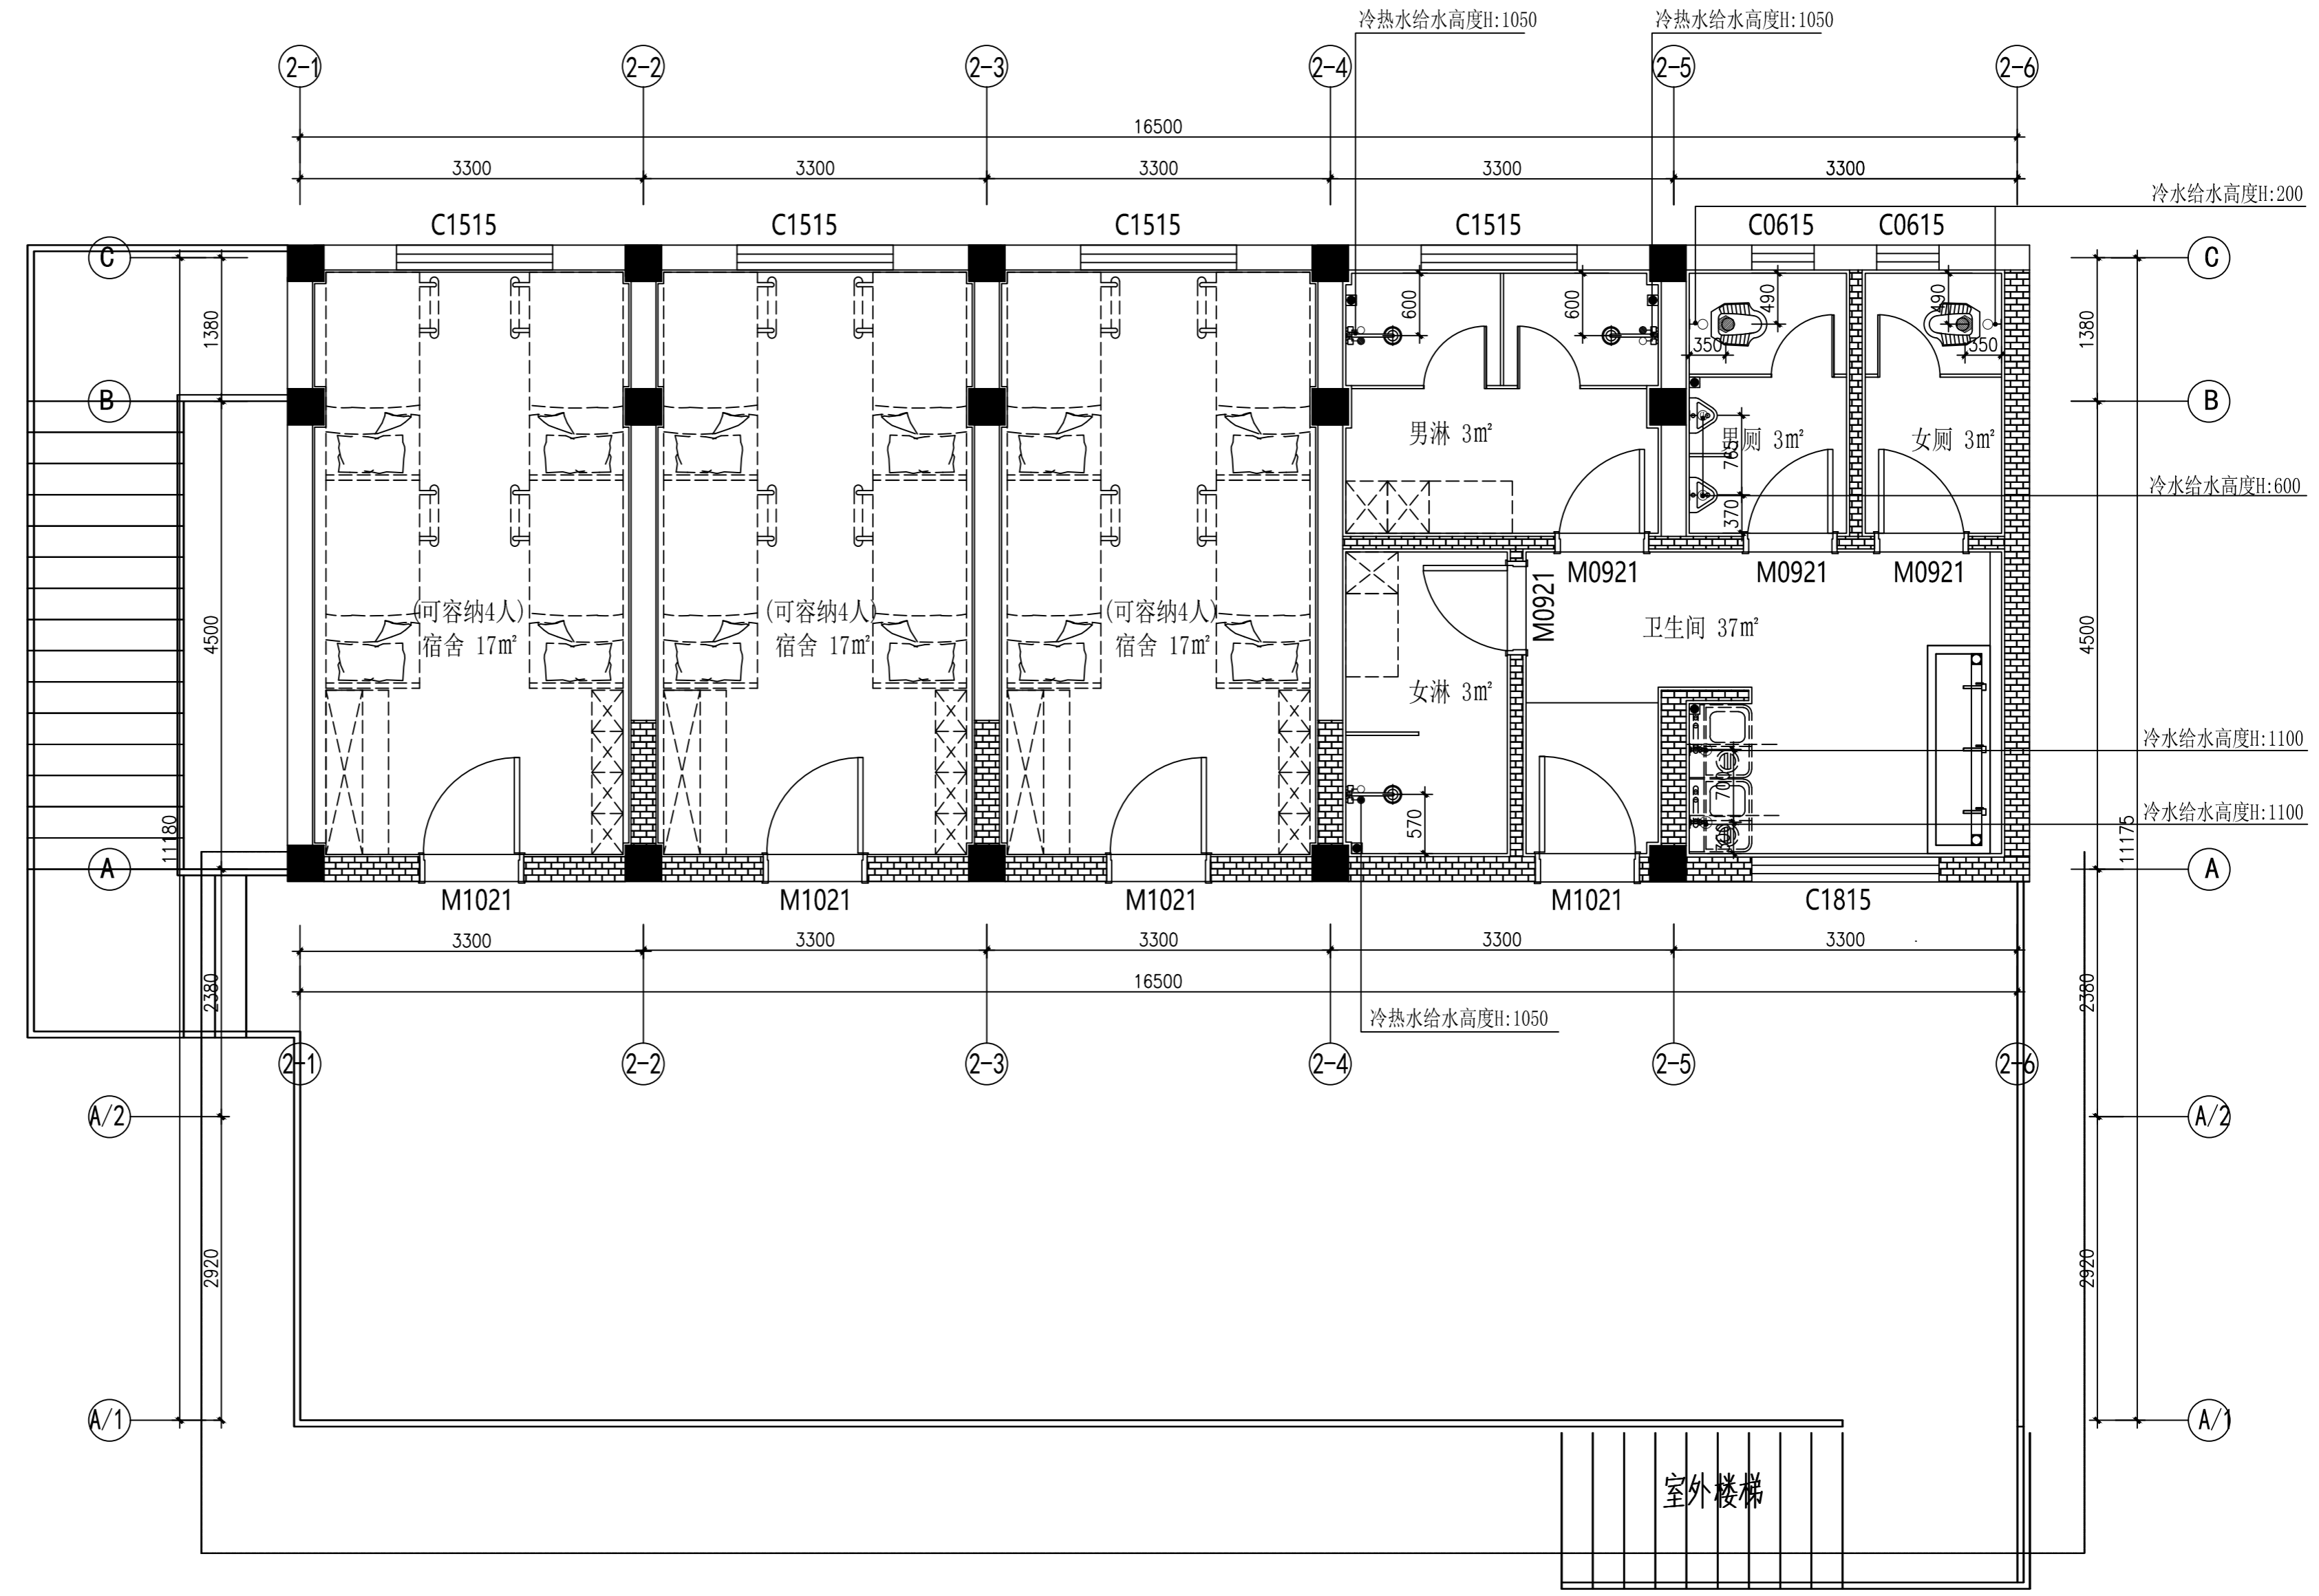 冷热水给水高度H:1050
冷热水给水高度H:1050
2-1
2-2
2-3
2-4
2-5
2-6
16500
3300
3300
3300
3300
3300
冷水给水高度H:200
C1515
C1515
C1515
C1515
C0615
C0615
C
C
600
600
490
490
1380
1380
350
350
B
B
男淋 3㎡
男厕 3㎡
女厕 3㎡
765
冷水给水高度H:600
370
M0921
M0921
M0921
M0921
(可容纳4人)
宿舍 17㎡
(可容纳4人)
宿舍 17㎡
(可容纳4人)
宿舍 17㎡
卫生间 37㎡
4500
4500
女淋 3㎡
冷水给水高度H:1100
700
冷水给水高度H:1100
570
11180
11175
A
A
M1021
M1021
M1021
M1021
C1815
3300
3300
3300
3300
3300
16500
2380
2380
冷热水给水高度H:1050
2-1
2-2
2-3
2-4
2-5
2-6
A/2
A/2
2920
2920
A/1
A/1
室外楼梯